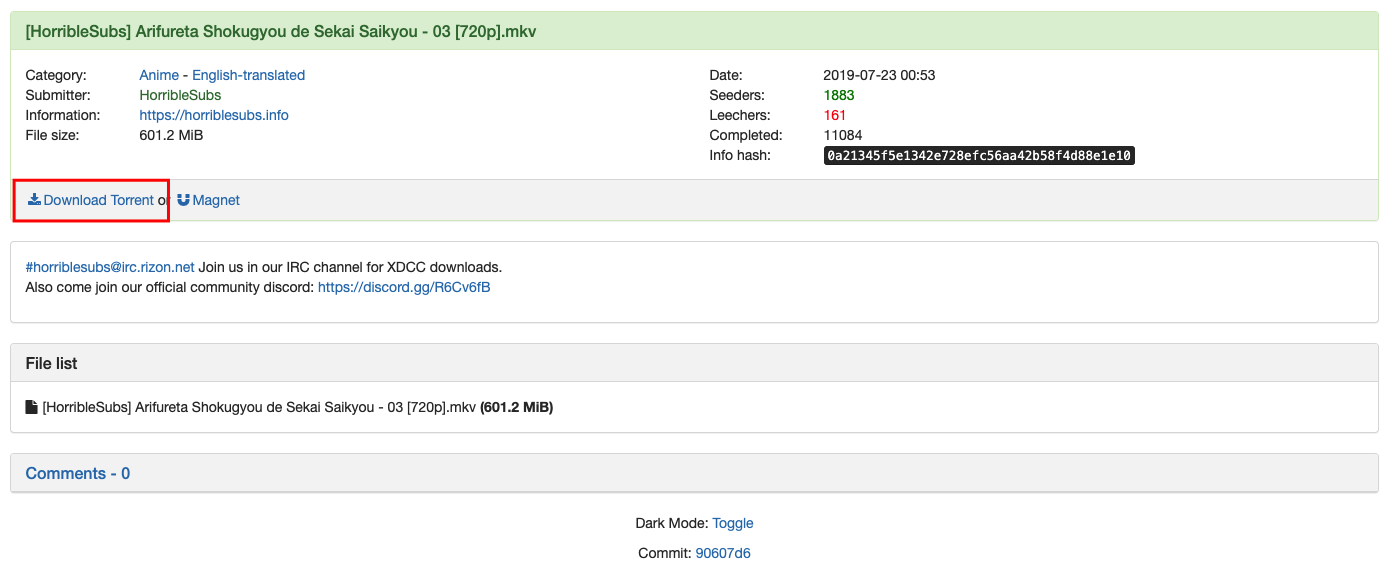 [HorribleSubs] Arifureta Shokugyou de Sekai Saikyou - 03 [720p].mkv
Category: Anime - English-translated
Date: 2019-07-23 00:53
Submitter: HorribleSubs
Seeders: 1883
Information: https://horriblesubs.info
Leechers: 161
File size: 601.2 MiB
Completed: 11084
Info hash: 0a21345f5e1342e728efc56aa42b58f4d88e1e10
Download Torrent or Magnet
#horriblesubs@irc.rizon.net Join us in our IRC channel for XDCC downloads.
Also come join our official community discord: https://discord.gg/R6Cv6fB
File list
[HorribleSubs] Arifureta Shokugyou de Sekai Saikyou - 03 [720p].mkv (601.2 MiB)
Comments - 0
Dark Mode: Toggle
Commit: 90607d6